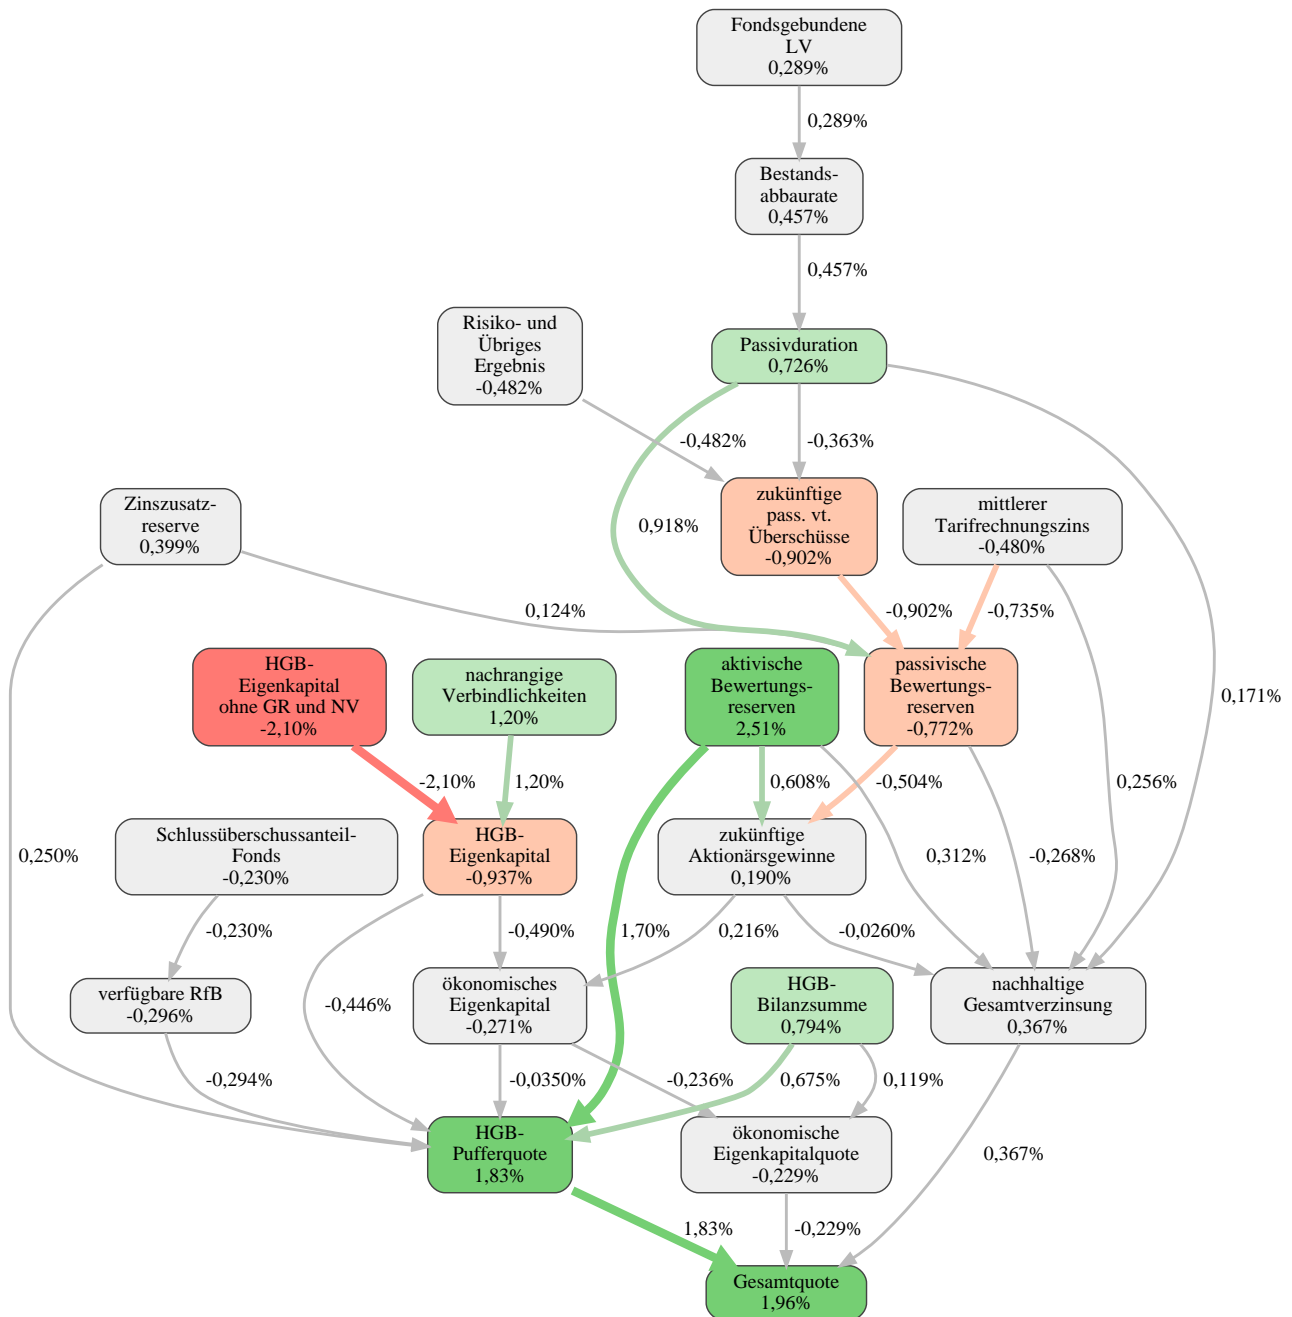 Fondsgebundene
LV
0,289%
0,289%
Bestands-
abbaurate
0,457%
0,457%
Risiko- und
Übriges
Ergebnis
-0,482%
Passivduration
0,726%
-0,482%
-0,363%
Zinszusatz-
reserve
0,399%
0,918%
zukünftige
pass. vt.
Überschüsse
-0,902%
mittlerer
Tarifrechnungszins
-0,480%
0,124%
-0,902%
-0,735%
HGB-
Eigenkapital
ohne GR und NV
-2,10%
nachrangige
Verbindlichkeiten
1,20%
aktivische
Bewertungs-
reserven
2,51%
passivische
Bewertungs-
reserven
-0,772%
0,171%
-2,10%
1,20%
0,608%
-0,504%
0,256%
0,250%
Schlussüberschussanteil-
Fonds
-0,230%
HGB-
Eigenkapital
-0,937%
zukünftige
Aktionärsgewinne
0,190%
0,312%
-0,268%
-0,230%
-0,490%
1,70%
0,216%
-0,0260%
verfügbare RfB
-0,296%
-0,446%
ökonomisches
Eigenkapital
-0,271%
HGB-
Bilanzsumme
0,794%
nachhaltige
Gesamtverzinsung
0,367%
-0,294%
-0,0350%
-0,236%
0,675%
0,119%
HGB-
Pufferquote
1,83%
ökonomische
Eigenkapitalquote
-0,229%
0,367%
1,83%
-0,229%
Gesamtquote
1,96%